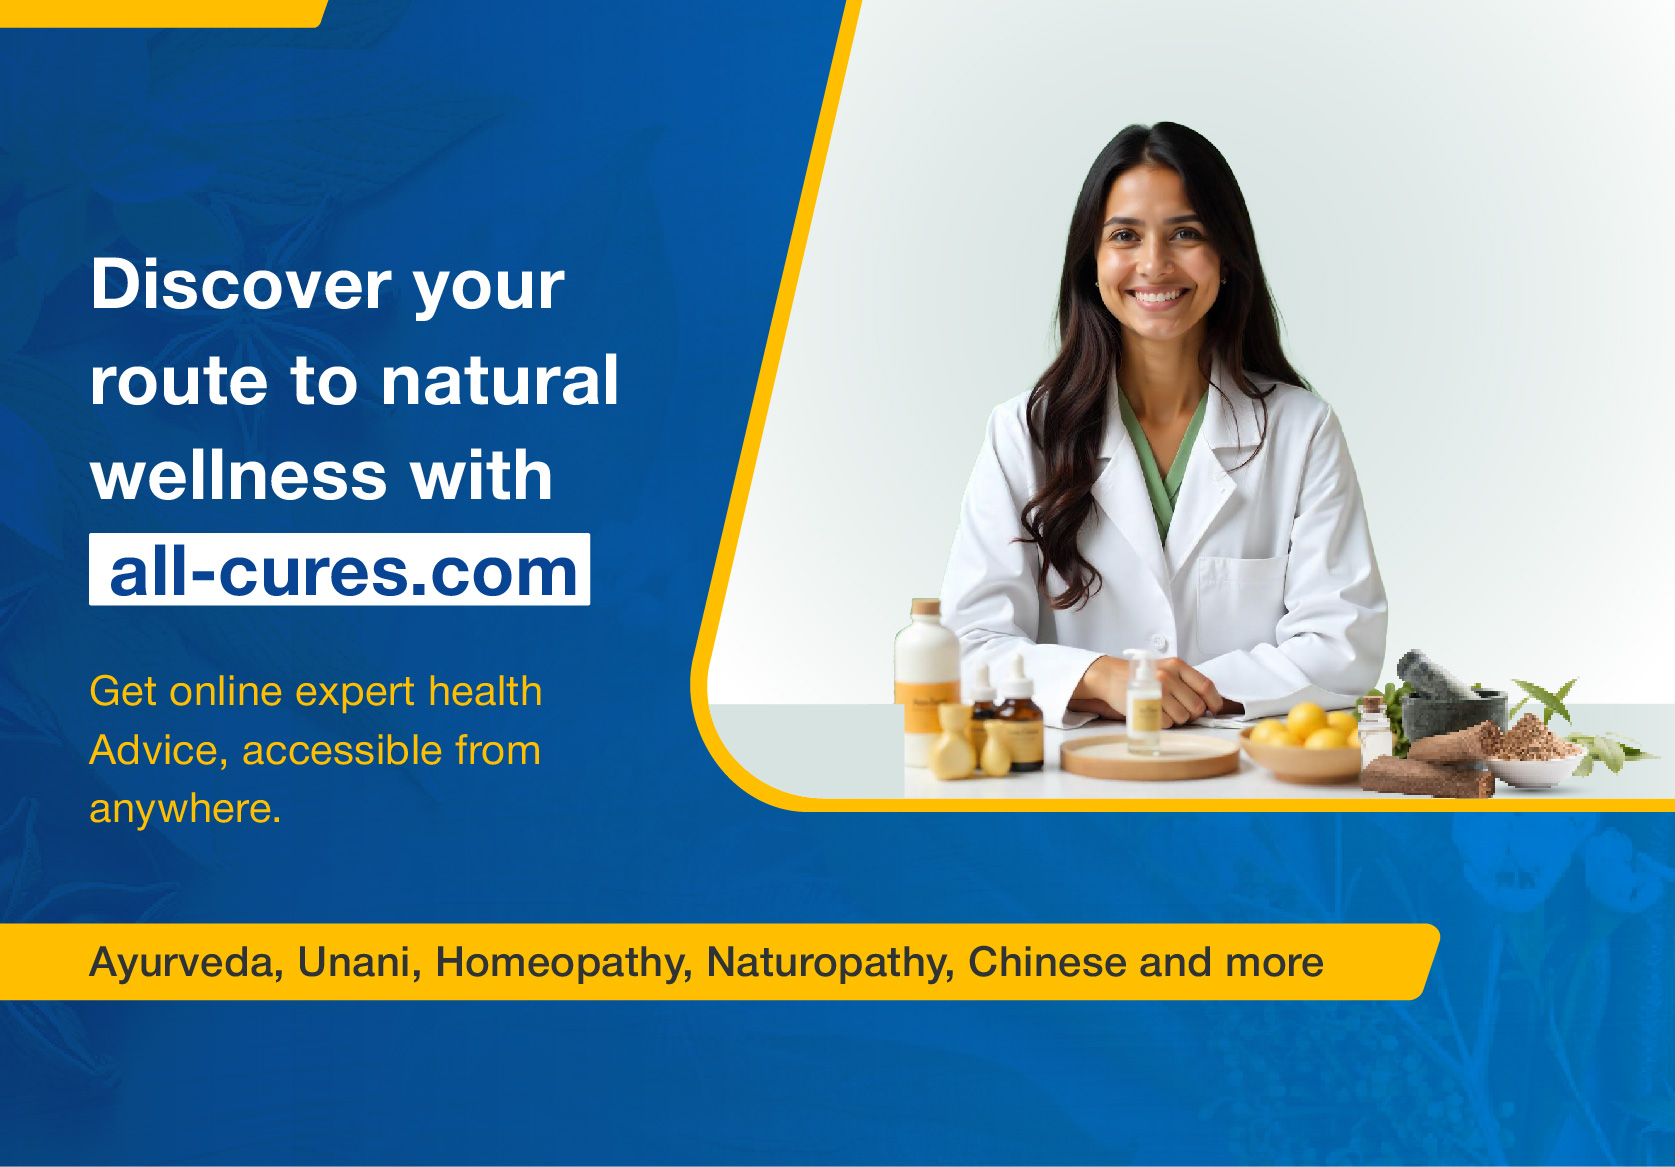 Discover your
route to natural
wellness with
all-cures.com
Get online expert health
Advice, accessible from
anywhere.
Ayurveda, Unani, Homeopathy, Naturopathy, Chinese and more